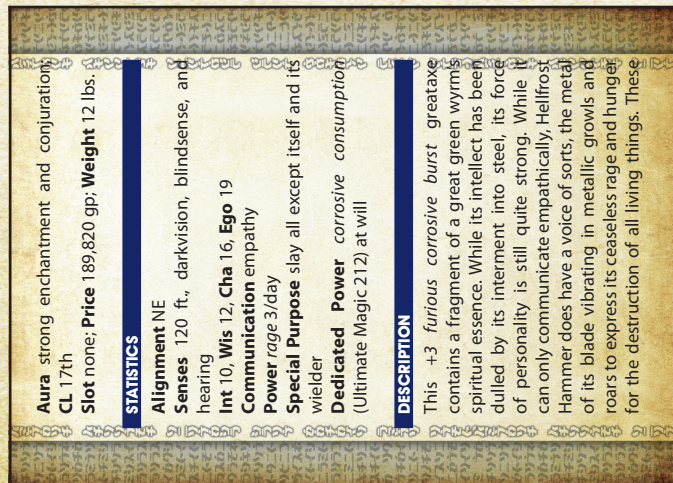 Aura strong enchantment and conjuration;
CL 17th
Slot none; Price 189,820 gp; Weight 12 lbs.
STATISTICS
Alignment NE
Senses 120 ft., darkvision, blindsense, and
hearing
Int 10, Wis 12, Cha 16, Ego 19
Communication empathy
Power rage 3/day
Special Purpose slay all except itself and its
wielder
Dedicated Power corrosive consumption
(Ultimate Magic 212) at will
DESCRIPTION
This +3 furious corrosive burst greataxe
contains a fragment of a great green wyrm's
spiritual essence. While its intellect has been
dulled by its interment into steel, its force
of personality is still quite strong. While it
can only communicate empathically, Hellfrost
Hammer does have a voice of sorts, the metal
of its blade vibrating in metallic growls and
roars to express its ceaseless rage and hunger
for the destruction of all living things. These